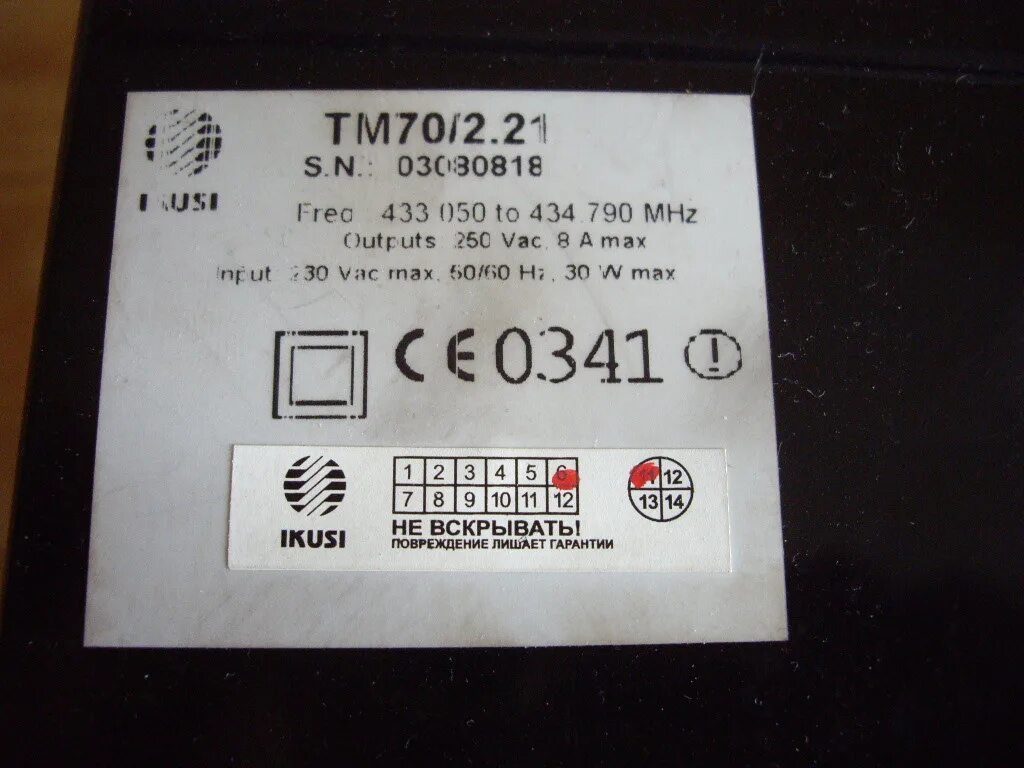 TM70/2.21
S.N.: 03080818
IKUSI
Freq 433 050 to 434 790 MHz
Outputs 250 Vac, 8 A max
Input 230 Vac max, 50/60 Hz, 30 W max
CE 0341 !
1 2 3 4 5 6
7 8 9 10 11 12
11 12
13 14
IKUSI
НЕ ВСКРЫВАТЬ!
ПОВРЕЖДЕНИЕ ЛИШАЕТ ГАРАНТИИ